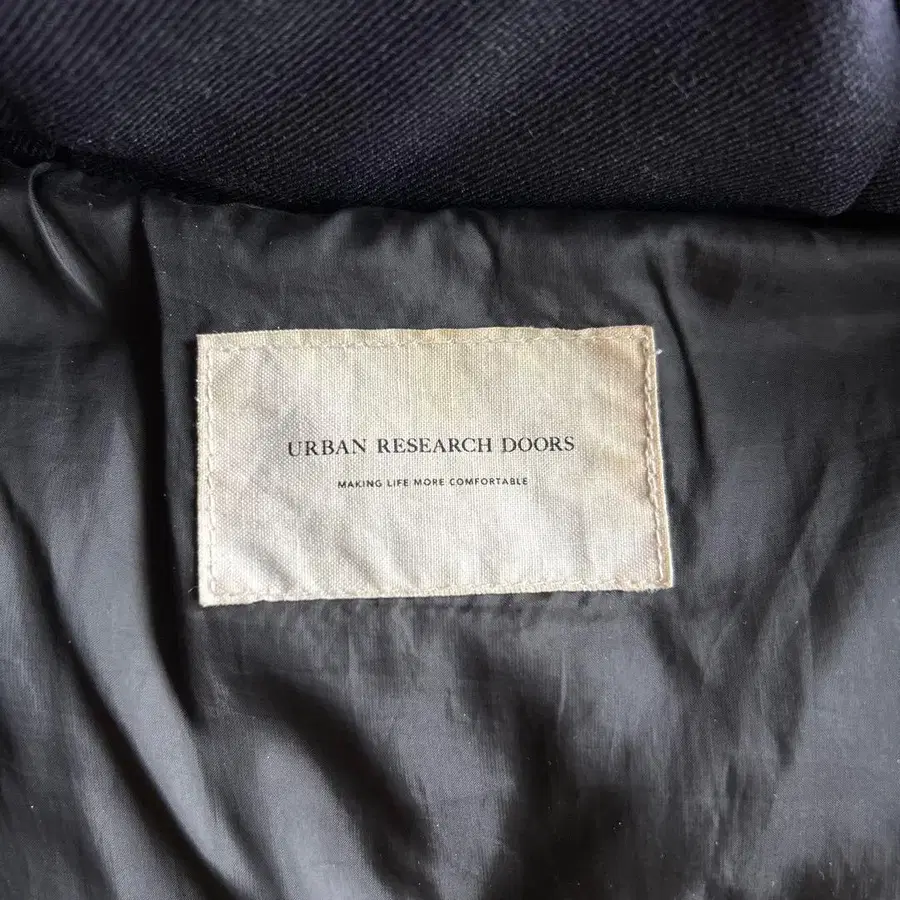 URBAN RESEARCH DOORS
MAKING LIFE MORE COMFORTABLE